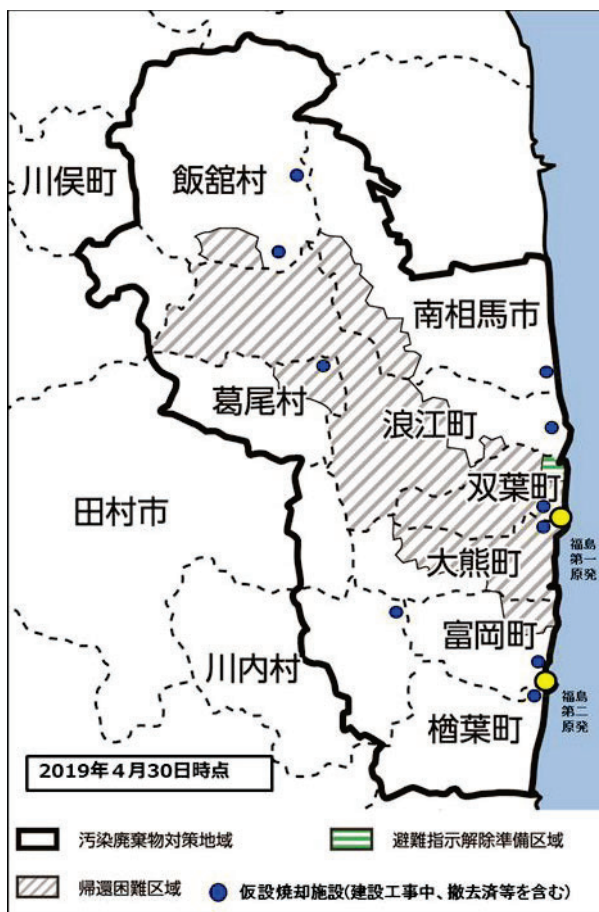 川俣町
飯舘村
南相馬市
葛尾村
浪江町
田村市
双葉町
福島
第一
原発
大熊町
富岡町
川内村
福島
第二
原発
楢葉町
2019年4月30日時点
汚染廃棄物対策地域
避難指示解除準備区域
帰還困難区域
仮設焼却施設(建設工事中、撤去済等を含む)